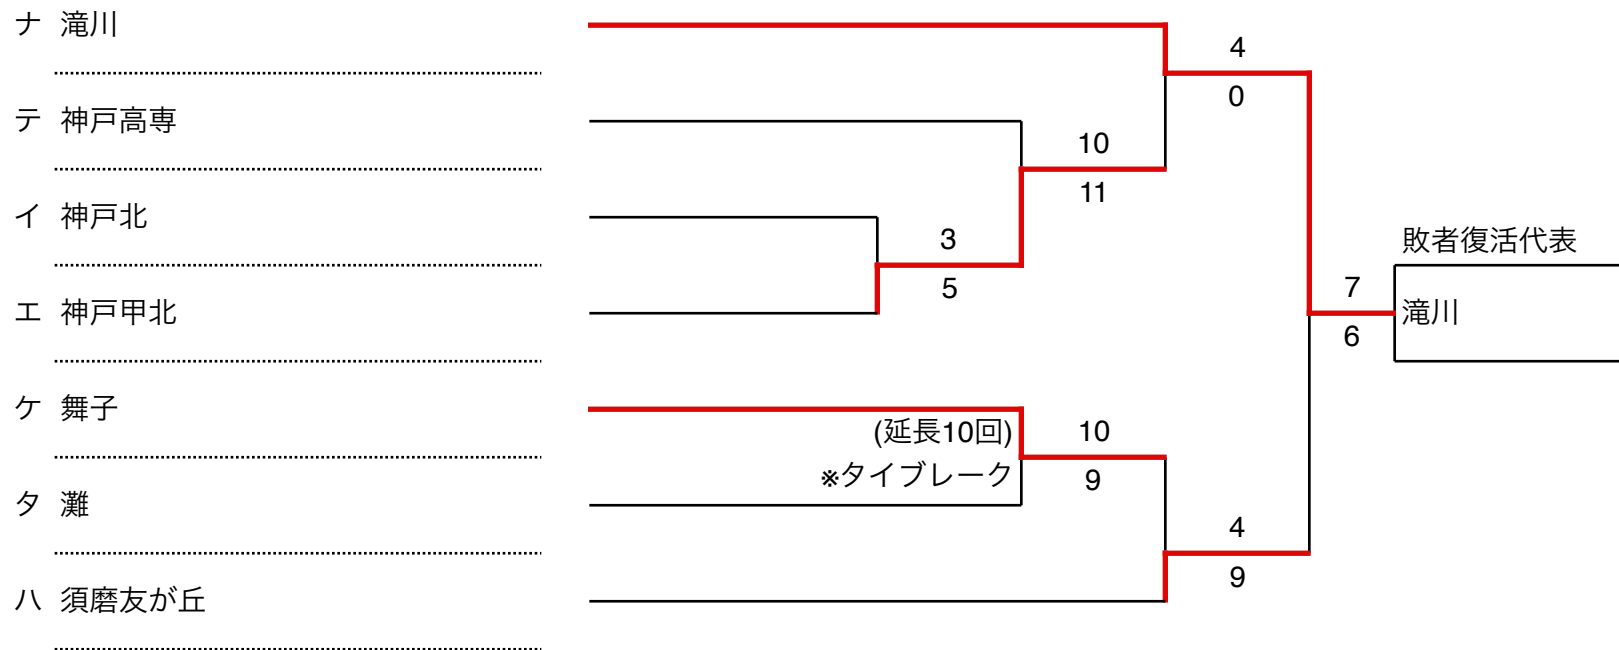 ナ 滝川
4
0
テ 神戸高専
10
11
イ 神戸北
3
5
敗者復活代表
エ 神戸甲北
7
6
滝川
ケ 舞子
(延長10回)
※タイブレーク
10
9
タ 灘
4
9
ハ 須磨友が丘